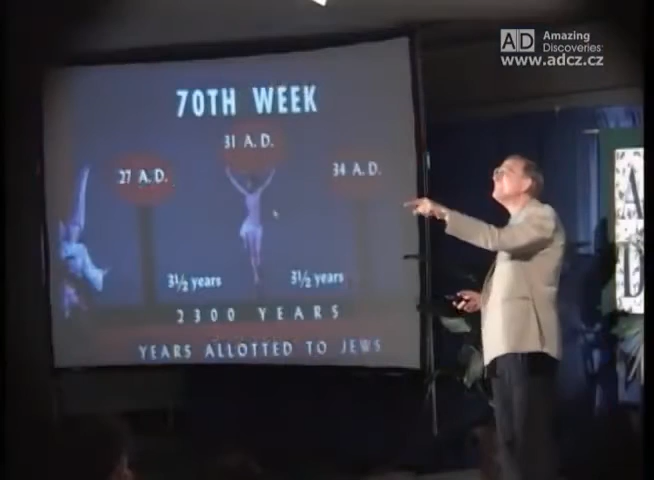 AD Amazing
Discoveries
www.adcz.cz
70TH WEEK
31 A.D.
27 A.D.
34 A.D.
3½ years
3½ years
2300 YEARS
YEARS ALLOTTED TO JEWS
A
D